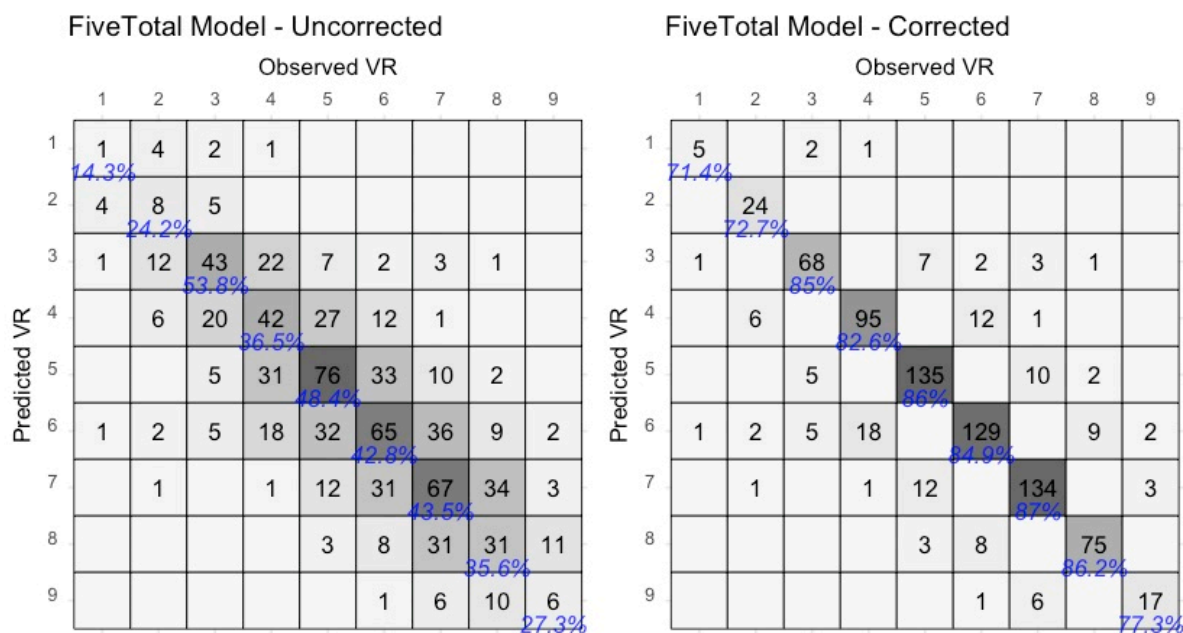 FiveTotal Model - Uncorrected
Observed VR
1 2 3 4 5 6 7 8 9
Predicted VR
1 1 4 2 1
14.3%
2 4 8 5
24.2%
3 1 12 43 22 7 2 3 1
53.8%
4 6 20 42 27 12 1
36.5%
5 5 31 76 33 10 2
48.4%
6 1 2 5 18 32 65 36 9 2
42.8%
7 1 1 12 31 67 34 3
43.5%
8 3 8 31 31 11
35.6%
9 1 6 10 6
27.3%
FiveTotal Model - Corrected
Observed VR
1 2 3 4 5 6 7 8 9
Predicted VR
1 5 2 1
71.4%
2 24
72.7%
3 1 68 7 2 3 1
85%
4 6 95 12 1
82.6%
5 5 135 10 2
86%
6 1 2 5 18 129 9 2
84.9%
7 1 1 12 134 3
87%
8 3 8 75
86.2%
9 1 6 17
77.3%